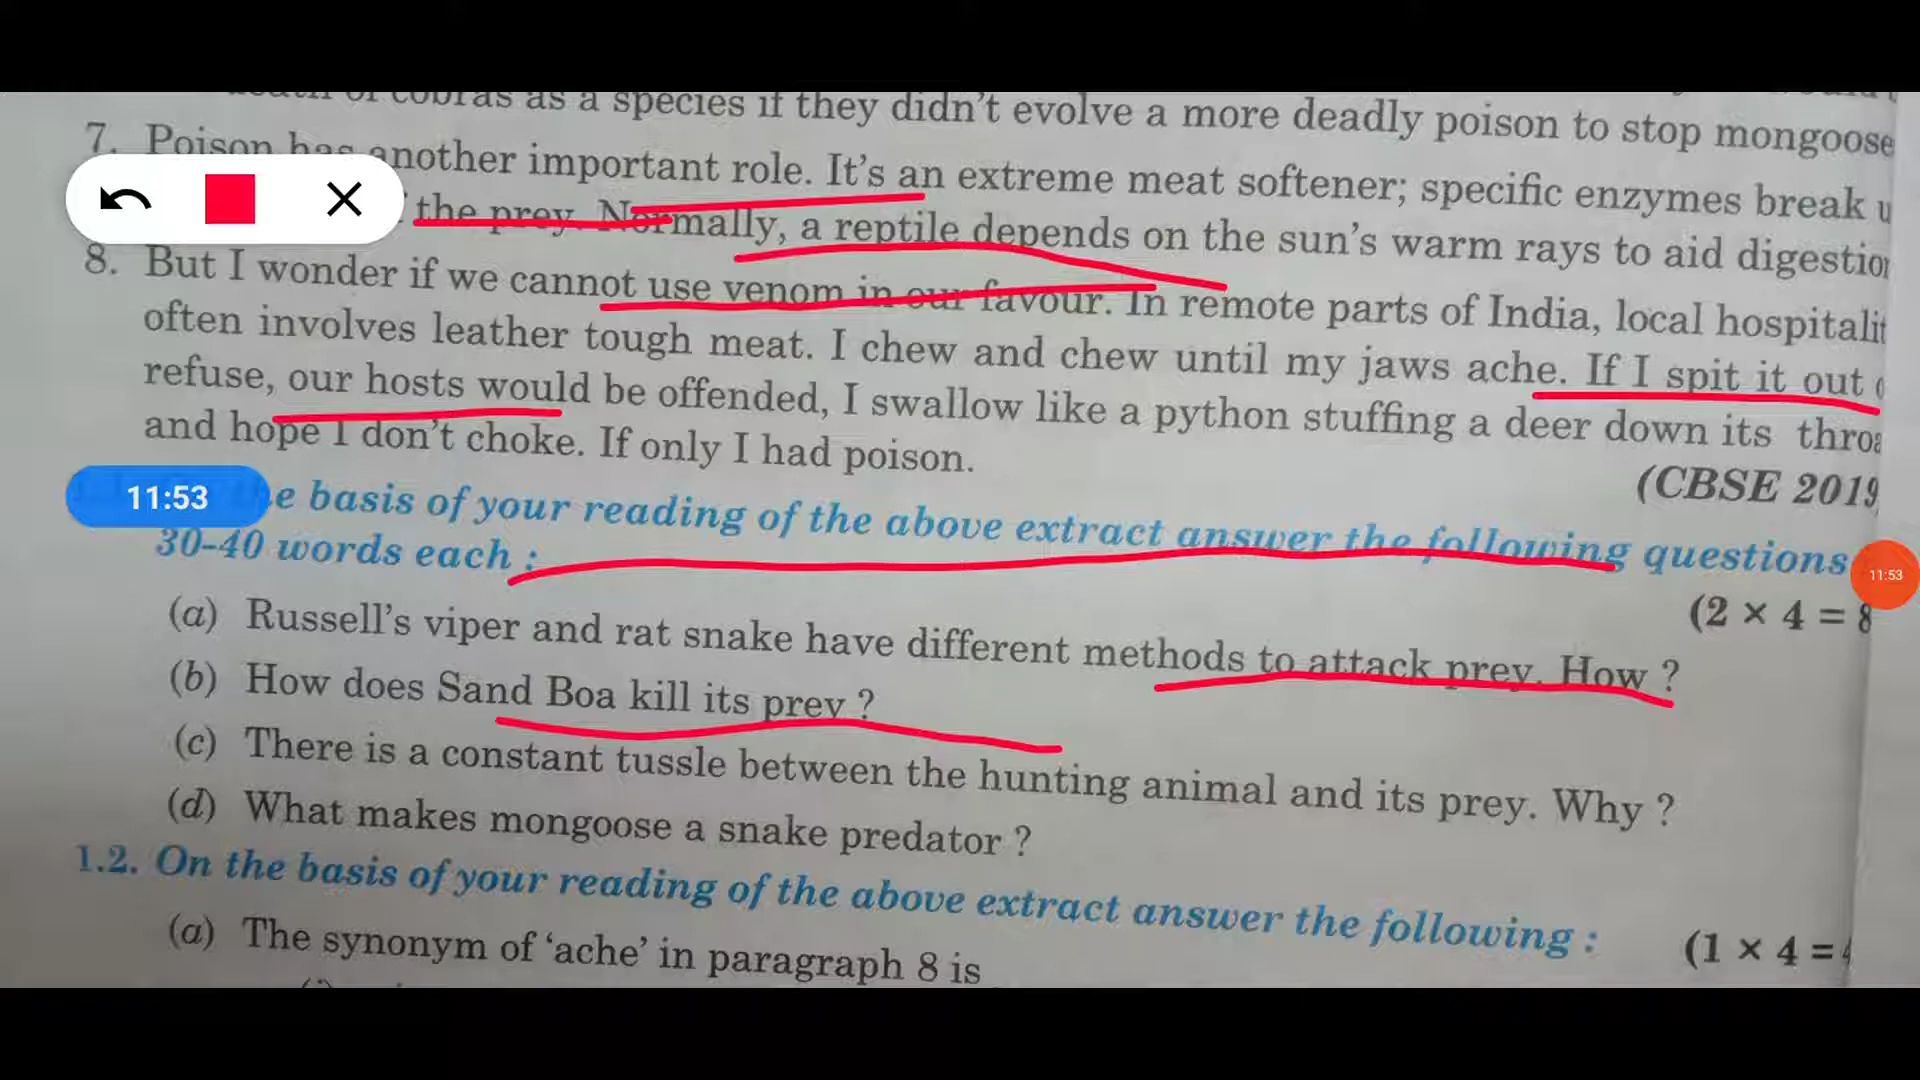 death of cobras as a species if they didn't evolve a more deadly poison to stop mongoose
7. Poison has another important role. It's an extreme meat softener; specific enzymes break u
the prey. Normally, a reptile depends on the sun's warm rays to aid digestion
8. But I wonder if we cannot use venom in our favour. In remote parts of India, local hospitalit
often involves leather tough meat. I chew and chew until my jaws ache. If I spit it out
refuse, our hosts would be offended, I swallow like a python stuffing a deer down its throa
and hope I don't choke. If only I had poison.
(CBSE 2019
11:53
e basis of your reading of the above extract answer the following questions
30-40 words each :
11:53
(2 × 4 = 8
(a) Russell's viper and rat snake have different methods to attack prey. How ?
(b) How does Sand Boa kill its prey ?
(c) There is a constant tussle between the hunting animal and its prey. Why ?
(d) What makes mongoose a snake predator ?
1.2. On the basis of your reading of the above extract answer the following :
(1 × 4 = 4
(a) The synonym of 'ache' in paragraph 8 is